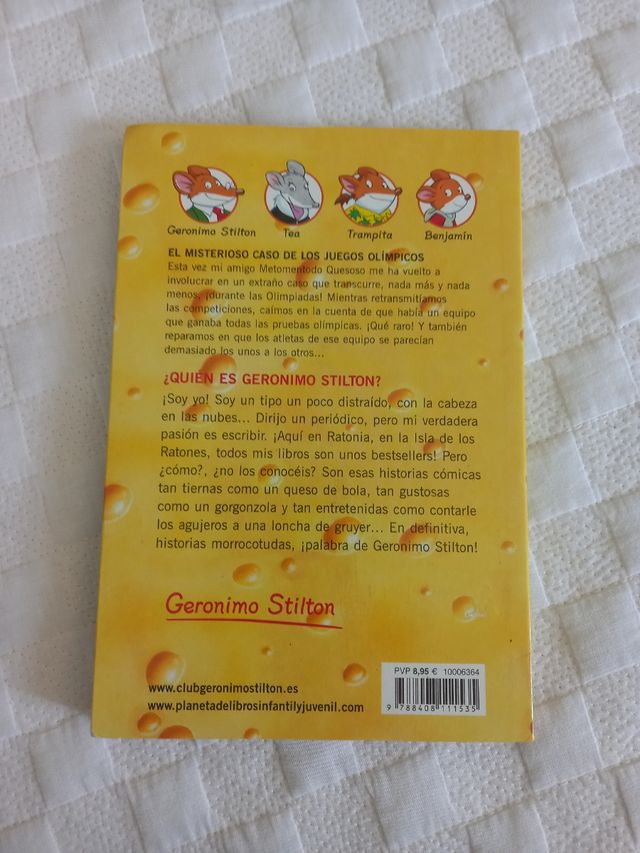 Geronimo Stilton Tea Trampita Benjamín
EL MISTERIOSO CASO DE LOS JUEGOS OLÍMPICOS
Esta vez mi amigo Metomentodo Quesoso me ha vuelto a
involucrar en un extraño caso que transcurre, nada más y nada
menos, ¡durante las Olimpiadas! Mientras retransmitíamos
las competiciones, caímos en la cuenta de que había un equipo
que ganaba todas las pruebas olímpicas. ¡Qué raro! Y también
reparamos en que los atletas de ese equipo se parecían
demasiado los unos a los otros...
¿QUIÉN ES GERONIMO STILTON?
¡Soy yo! Soy un tipo un poco distraído, con la cabeza
en las nubes... Dirijo un periódico, pero mi verdadera
pasión es escribir. ¡Aquí en Ratonia, en la Isla de los
Ratones, todos mis libros son unos bestsellers! Pero
¿cómo?, ¿no los conocéis? Son esas historias cómicas
tan tiernas como un queso de bola, tan gustosas
como un gorgonzola y tan entretenidas como contarle
los agujeros a una loncha de gruyer... En definitiva,
historias morrocotudas, ¡palabra de Geronimo Stilton!
Geronimo Stilton
PVP 8,95 € 10006364
www.clubgeronimostilton.es
www.planetadelibrosinfantilyjuvenil.com
9 788408 111535